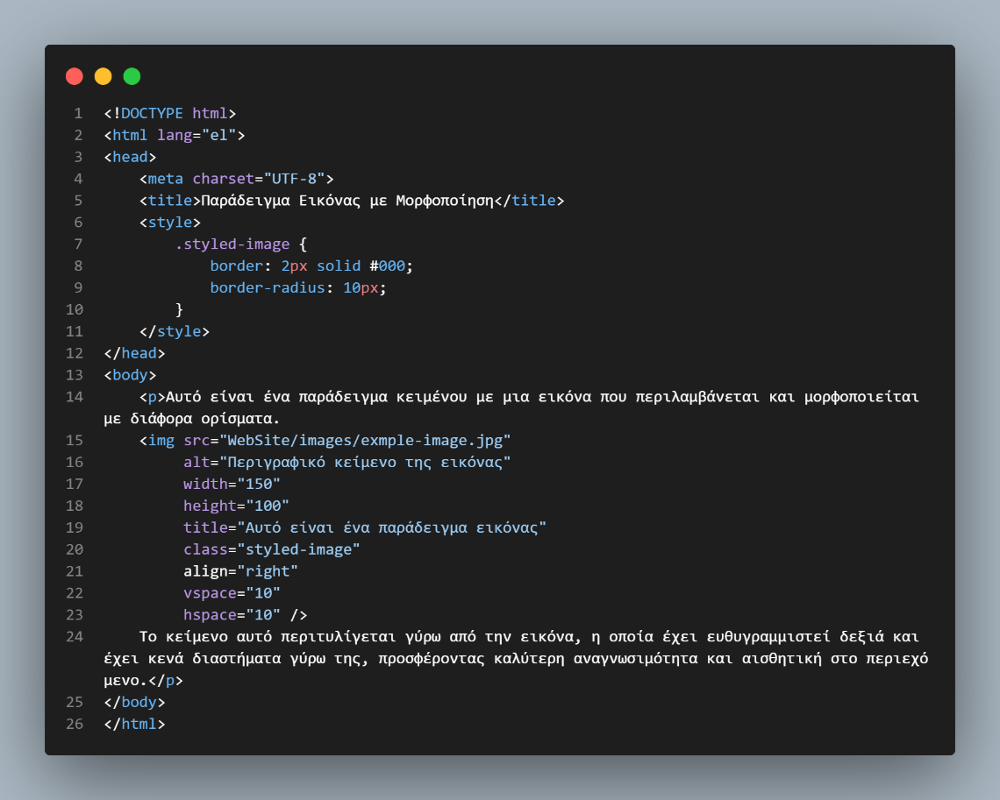 1 <!DOCTYPE html>
2 <html lang="el">
3 <head>
4     <meta charset="UTF-8">
5     <title>Παράδειγμα Εικόνας με Μορφοποίηση</title>
6     <style>
7         .styled-image {
8             border: 2px solid #000;
9             border-radius: 10px;
10         }
11     </style>
12 </head>
13 <body>
14     <p>Αυτό είναι ένα παράδειγμα κειμένου με μια εικόνα που περιλαμβάνεται και μορφοποιείται
με διάφορα ορίσματα.
15     <img src="WebSite/images/exmple-image.jpg"
16          alt="Περιγραφικό κείμενο της εικόνας"
17          width="150"
18          height="100"
19          title="Αυτό είναι ένα παράδειγμα εικόνας"
20          class="styled-image"
21          align="right"
22          vspace="10"
23          hspace="10" />
24     Το κείμενο αυτό περιτυλίγεται γύρω από την εικόνα, η οποία έχει ευθυγραμμιστεί δεξιά και
έχει κενά διαστήματα γύρω της, προσφέροντας καλύτερη αναγνωσιμότητα και αισθητική στο περιεχό
μενο.</p>
25 </body>
26 </html>